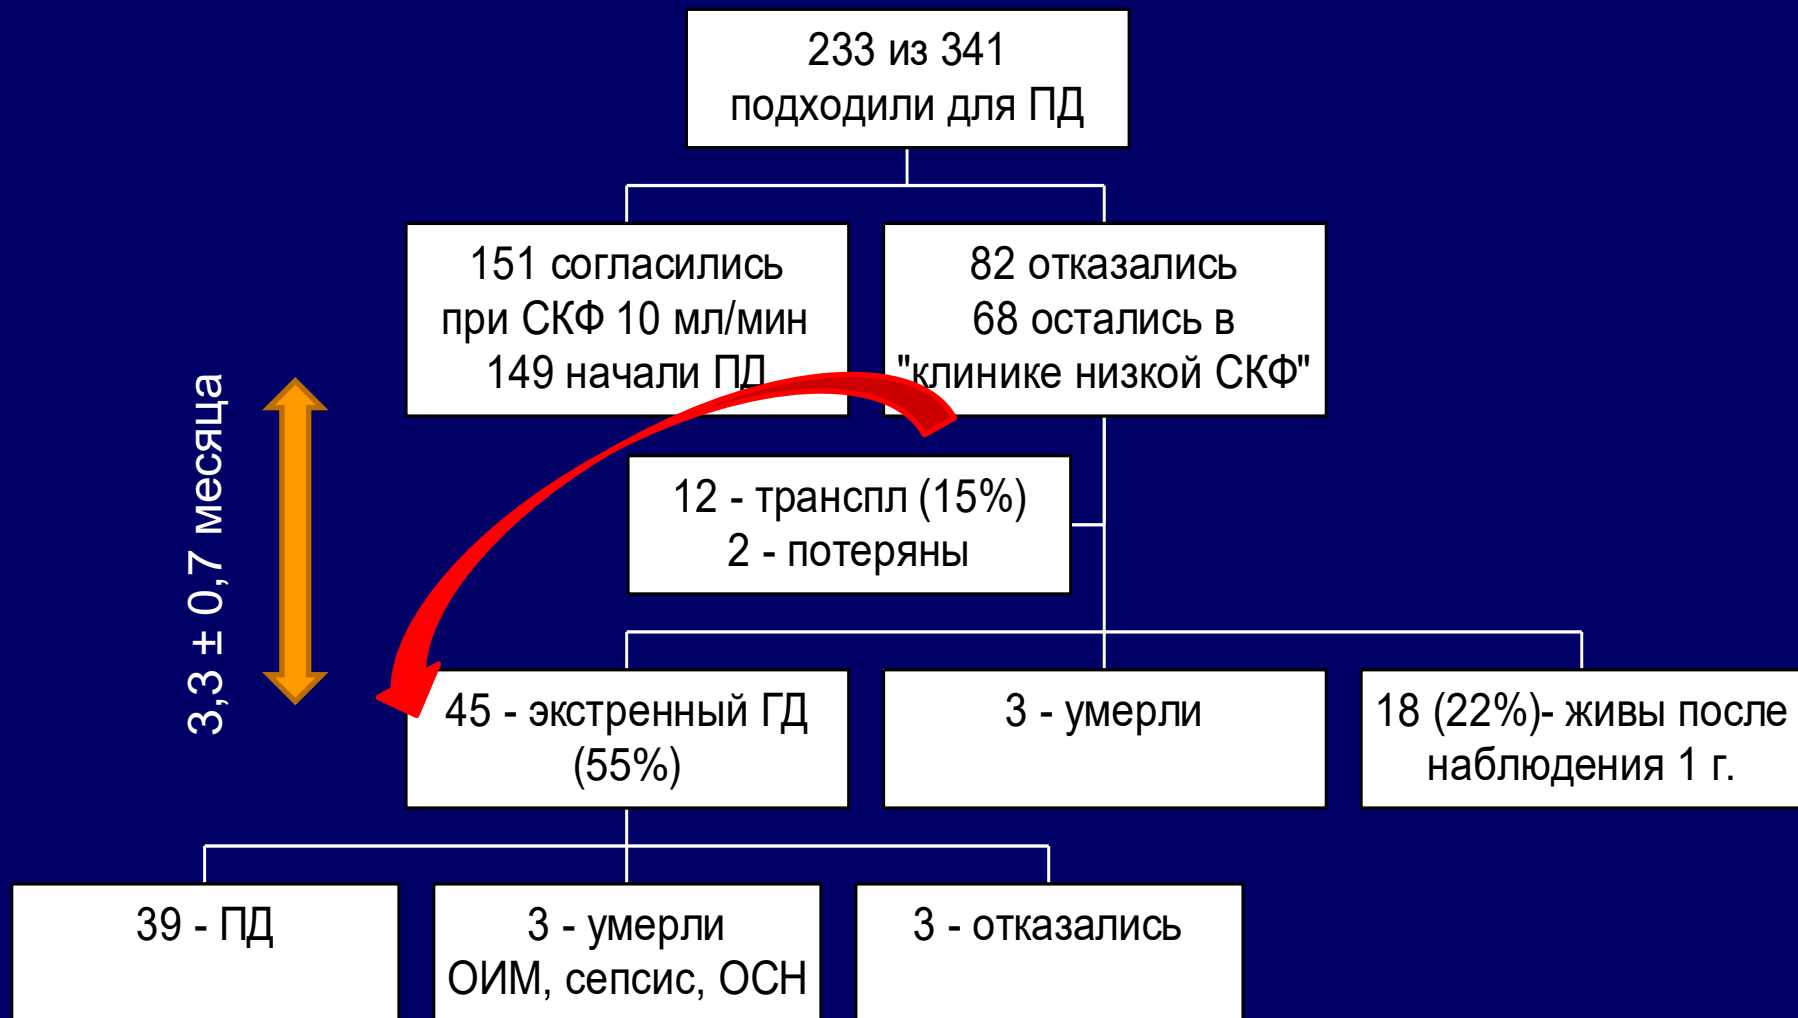 233 из 341
подходили для ПД
151 согласились
при СКФ 10 мл/мин
149 начали ПД
82 отказались
68 остались в
"клинике низкой СКФ"
3,3 ± 0,7 месяца
12 - транспл (15%)
2 - потеряны
45 - экстренный ГД
(55%)
3 - умерли
18 (22%)- живы после
наблюдения 1 г.
39 - ПД
3 - умерли
ОИМ, сепсис, ОСН
3 - отказались